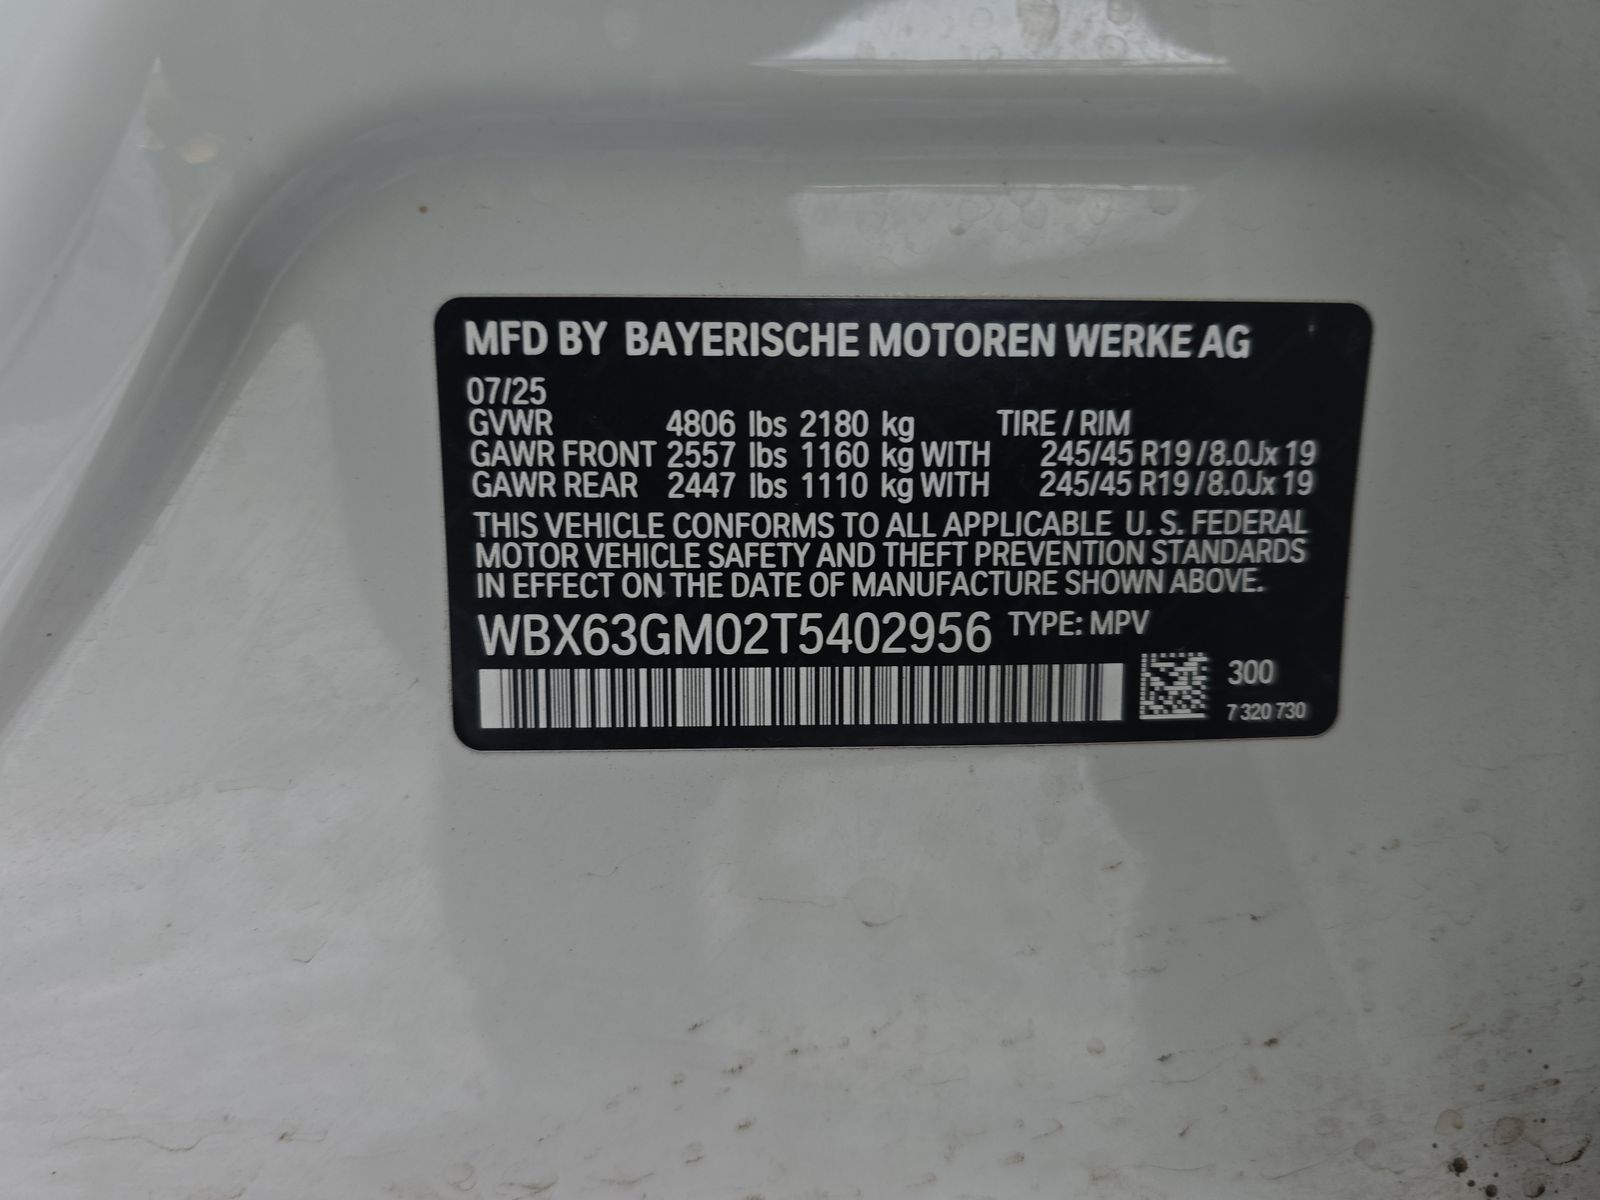 MFD BY BAYERISCHE MOTOREN WERKE AG
07/25
GVWR 4806 lbs 2180 kg TIRE / RIM
GAWR FRONT 2557 lbs 1160 kg WITH 245/45 R19 / 8.0Jx 19
GAWR REAR 2447 lbs 1110 kg WITH 245/45 R19 / 8.0Jx 19
THIS VEHICLE CONFORMS TO ALL APPLICABLE U. S. FEDERAL
MOTOR VEHICLE SAFETY AND THEFT PREVENTION STANDARDS
IN EFFECT ON THE DATE OF MANUFACTURE SHOWN ABOVE.
WBX63GM02T5402956 TYPE: MPV
300
7 320 730